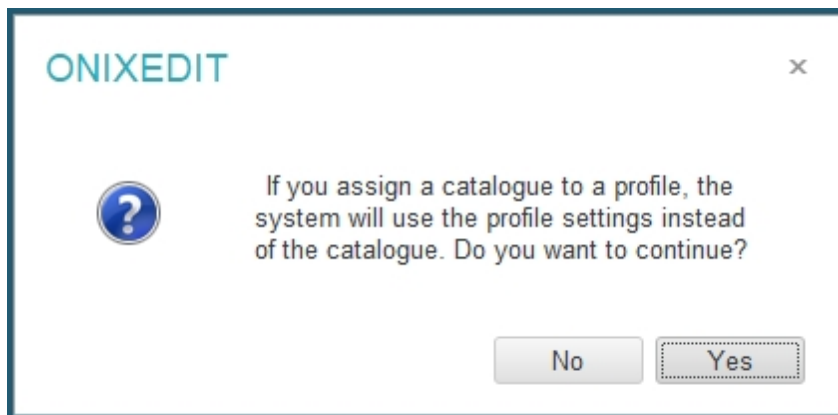 ONIXEDIT
If you assign a catalogue to a profile, the
system will use the profile settings instead
of the catalogue. Do you want to continue?
No
Yes